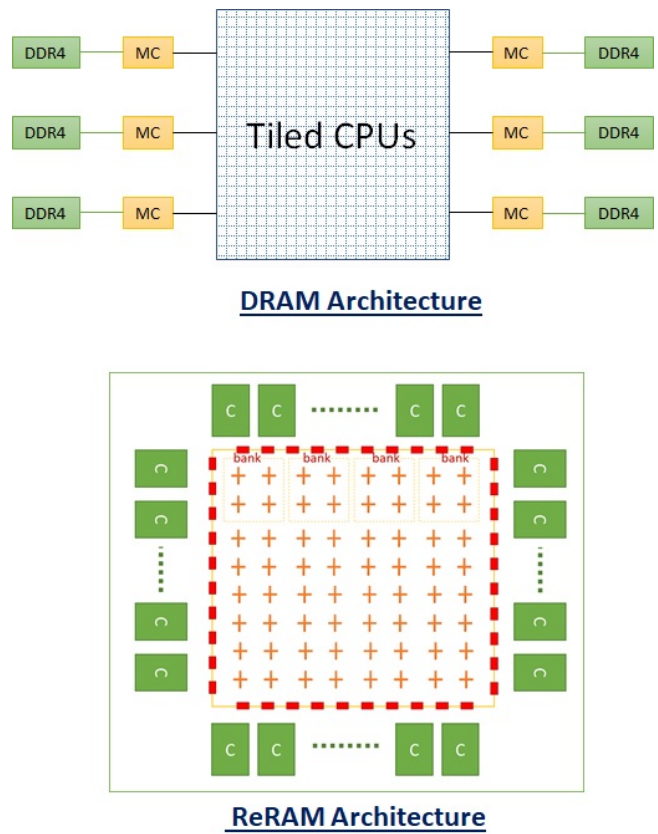 DDR4 MC MC DDR4
DDR4 MC Tiled CPUs MC DDR4
DDR4 MC MC DDR4
DRAM Architecture
C C C C
bank bank bank bank
C C
C C
C C
C C
C C C C
ReRAM Architecture